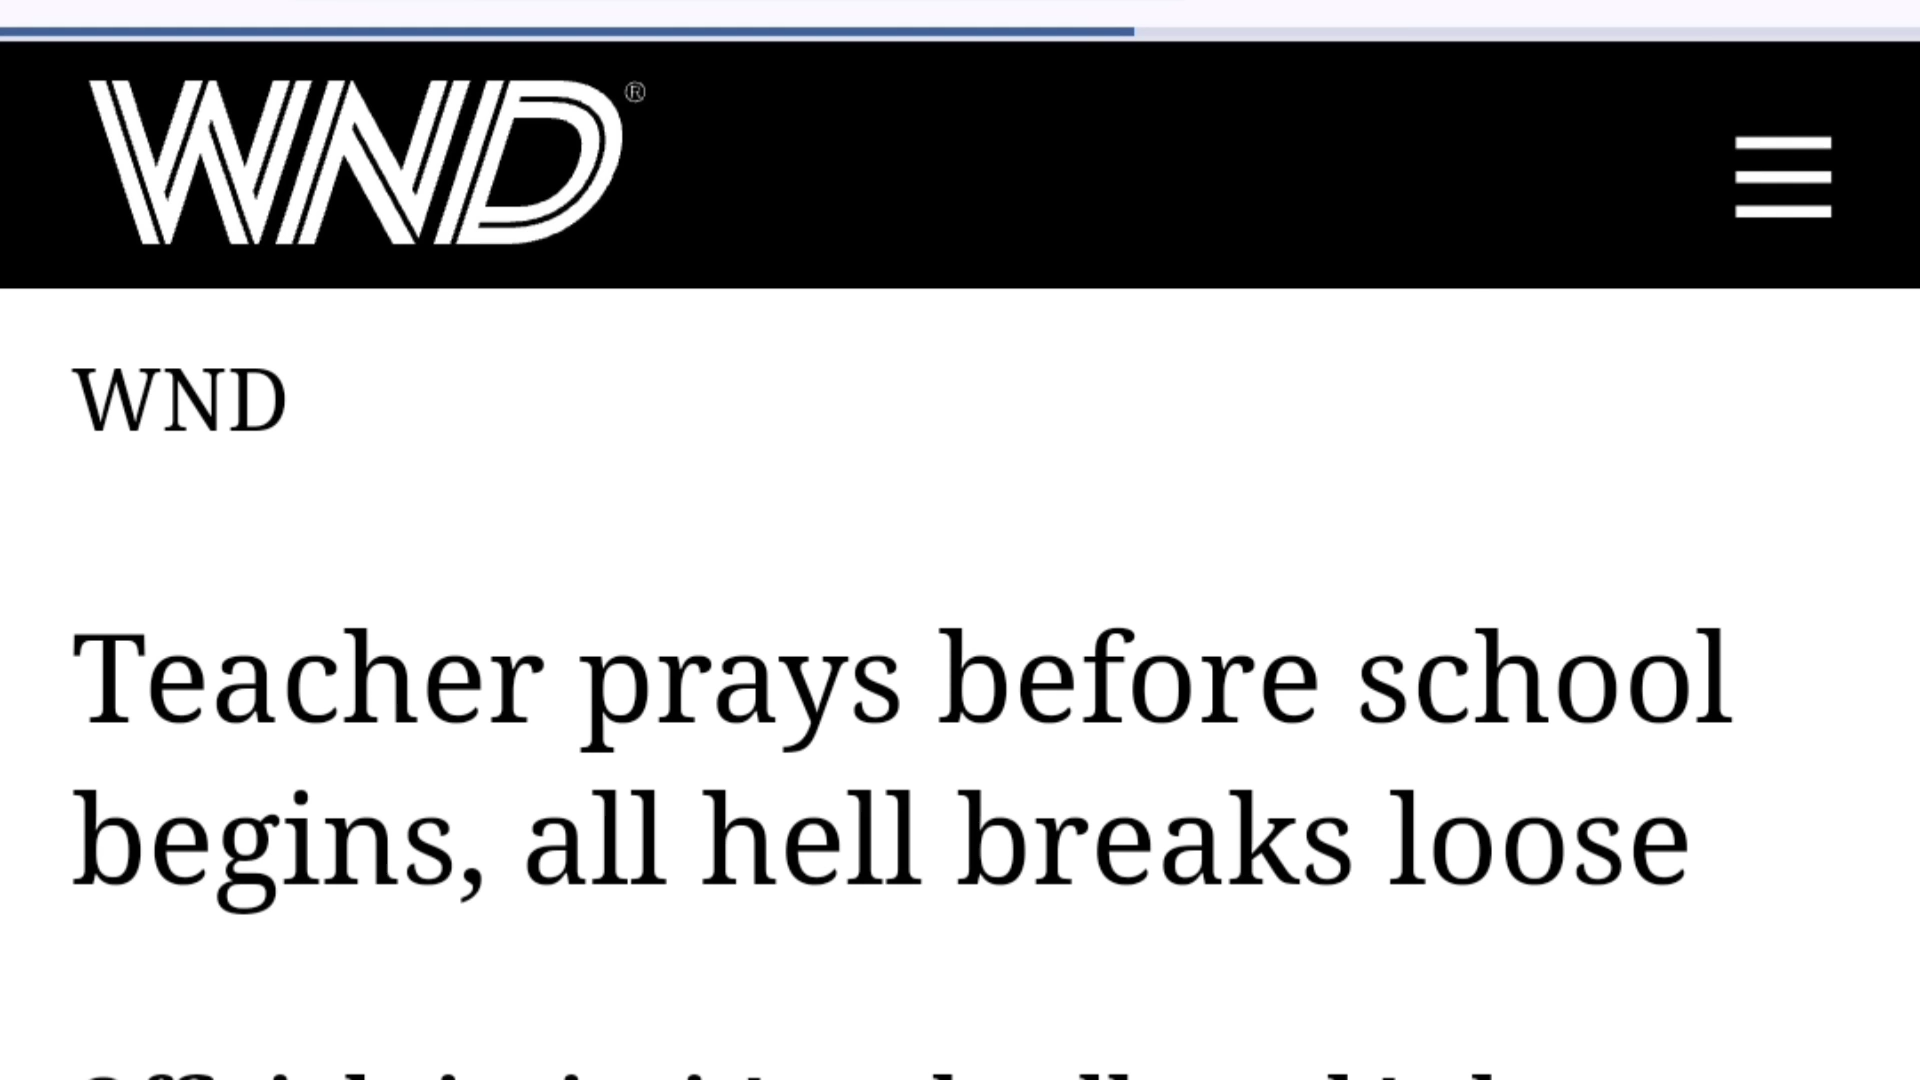 WND®
WND
Teacher prays before school
begins, all hell breaks loose